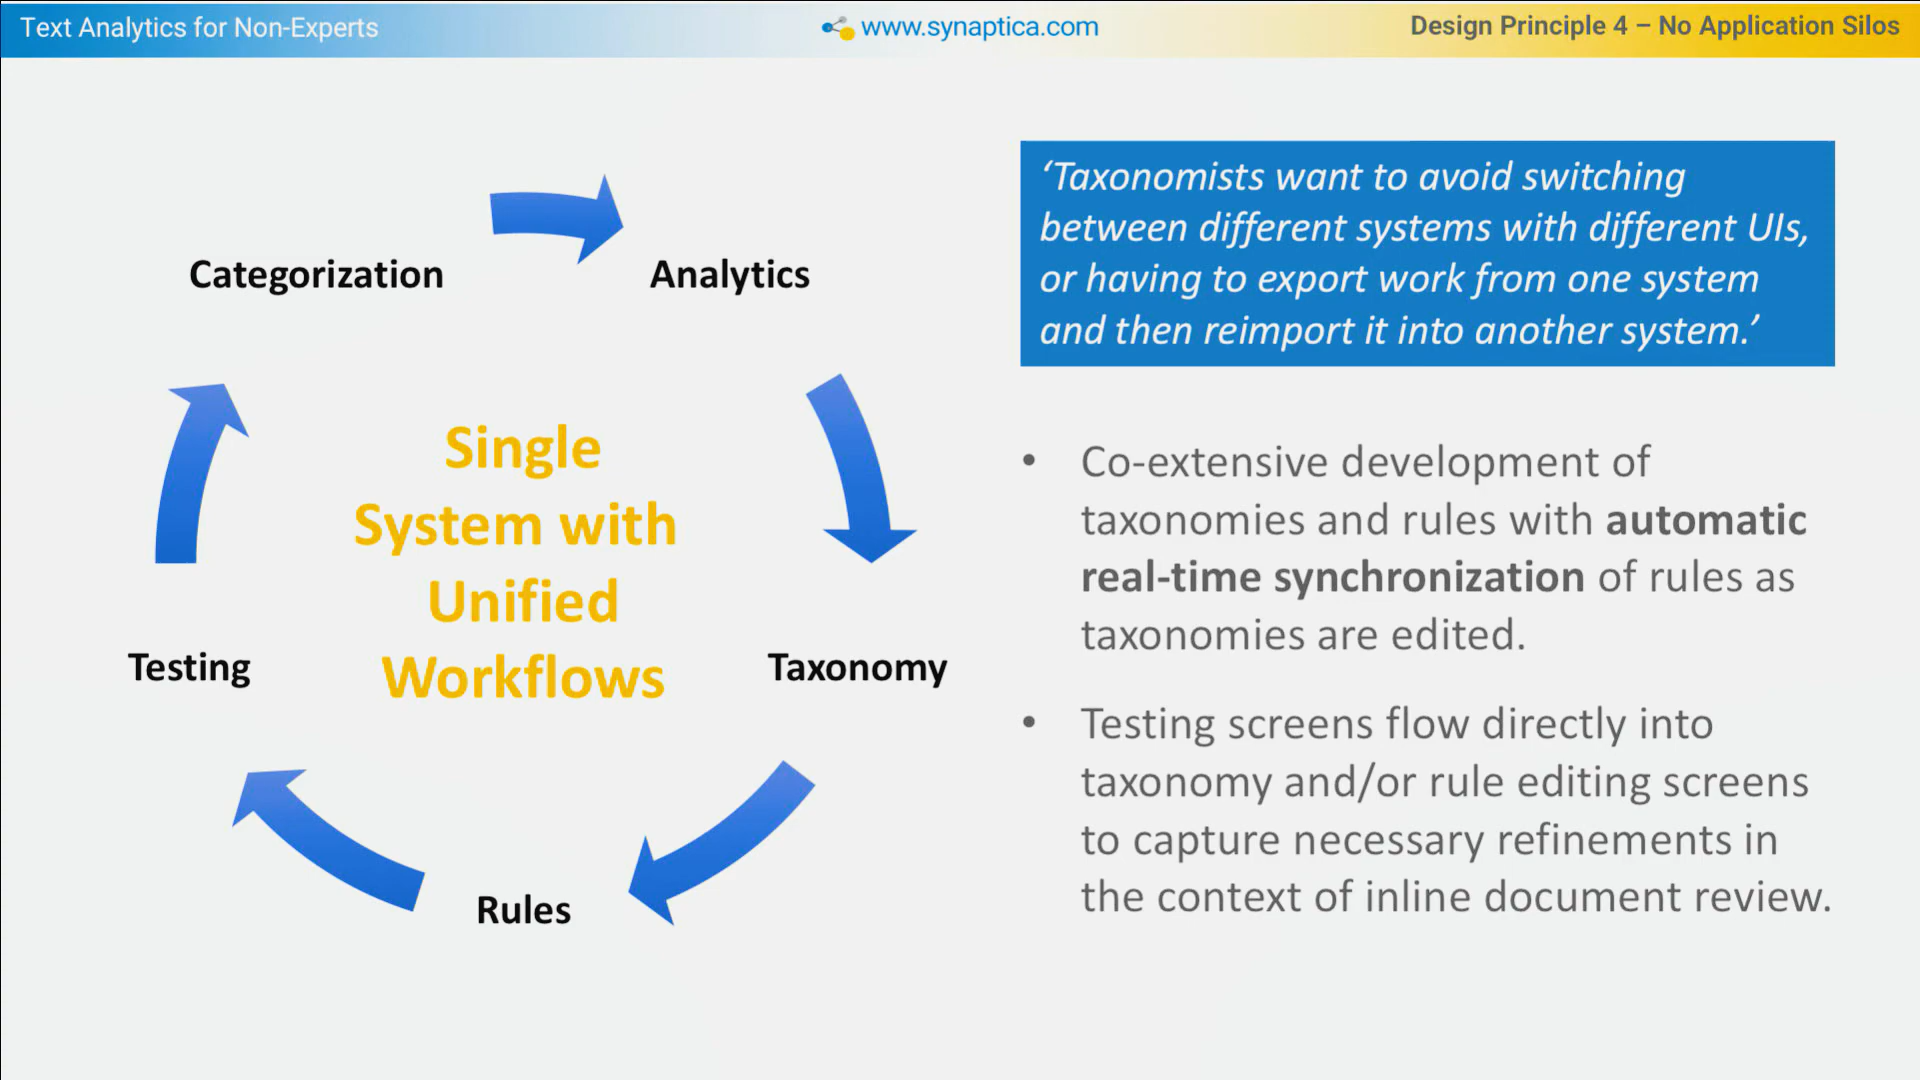 Text Analytics for Non-Experts
www.synaptica.com
Design Principle 4 – No Application Silos
Categorization
Analytics
Taxonomy
Rules
Testing
Single
System with
Unified
Workflows
‘Taxonomists want to avoid switching
between different systems with different UIs,
or having to export work from one system
and then reimport it into another system.’
• Co-extensive development of
taxonomies and rules with automatic
real-time synchronization of rules as
taxonomies are edited.
• Testing screens flow directly into
taxonomy and/or rule editing screens
to capture necessary refinements in
the context of inline document review.